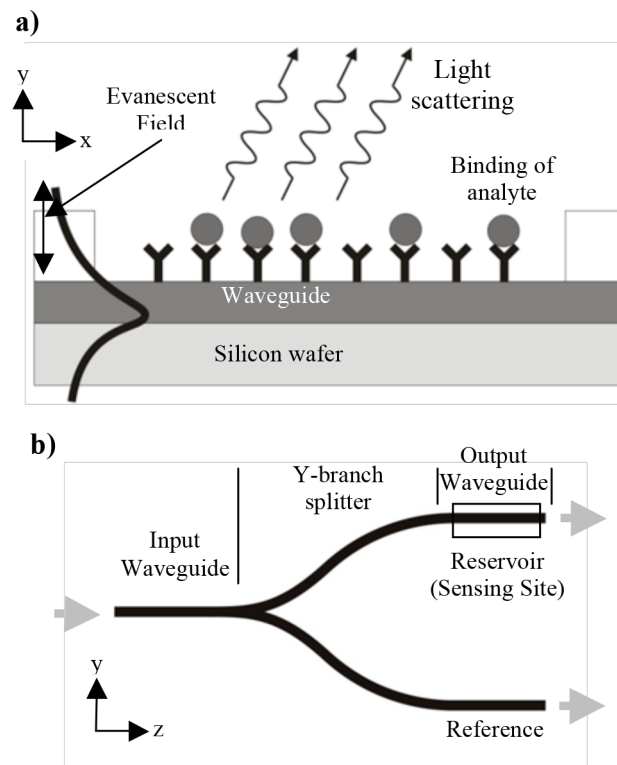 a)
y
x
Evanescent
Field
Light
scattering
Binding of
analyte
Waveguide
Silicon wafer
b)
Y-branch
splitter
Output
Waveguide
Input
Waveguide
Reservoir
(Sensing Site)
y
z
Reference